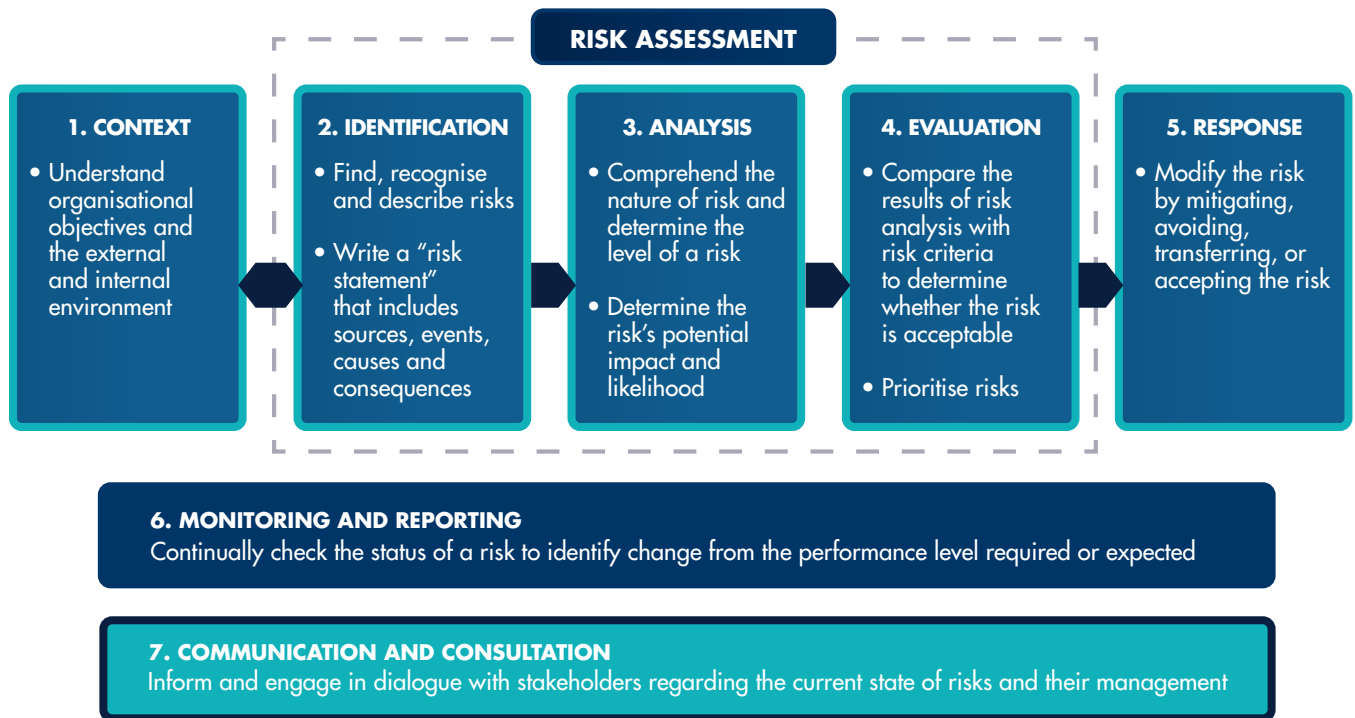 RISK ASSESSMENT
1. CONTEXT
• Understand
organisational
objectives and
the external
and internal
environment
2. IDENTIFICATION
• Find, recognise
and describe risks
• Write a “risk
statement”
that includes
sources, events,
causes and
consequences
3. ANALYSIS
• Comprehend the
nature of risk and
determine the
level of a risk
• Determine the
risk’s potential
impact and
likelihood
4. EVALUATION
• Compare the
results of risk
analysis with
risk criteria
to determine
whether the risk
is acceptable
• Prioritise risks
5. RESPONSE
• Modify the risk
by mitigating,
avoiding,
transferring, or
accepting the risk
6. MONITORING AND REPORTING
Continually check the status of a risk to identify change from the performance level required or expected
7. COMMUNICATION AND CONSULTATION
Inform and engage in dialogue with stakeholders regarding the current state of risks and their management